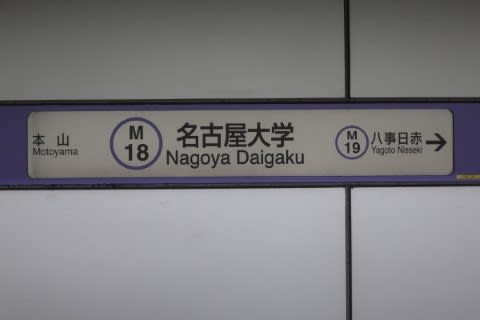 本山
Motoyama
M
18
名古屋大学
Nagoya Daigaku
M
19
八事日赤
Yagoto Nisseki
→